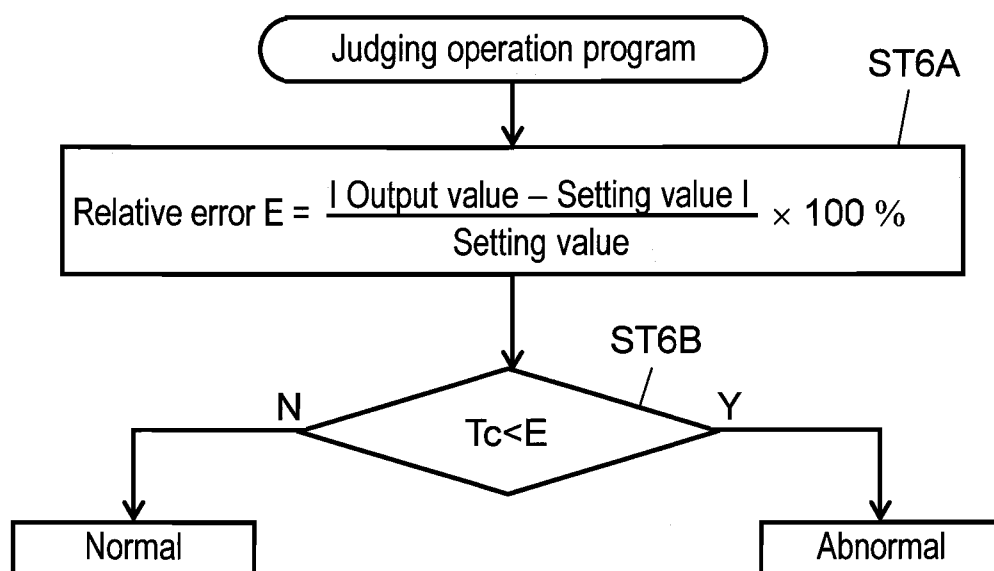 Judging operation program
ST6A
Relative error E = I Output value – Setting value I / Setting value × 100 %
ST6B
N
Y
Tc<E
Normal
Abnormal